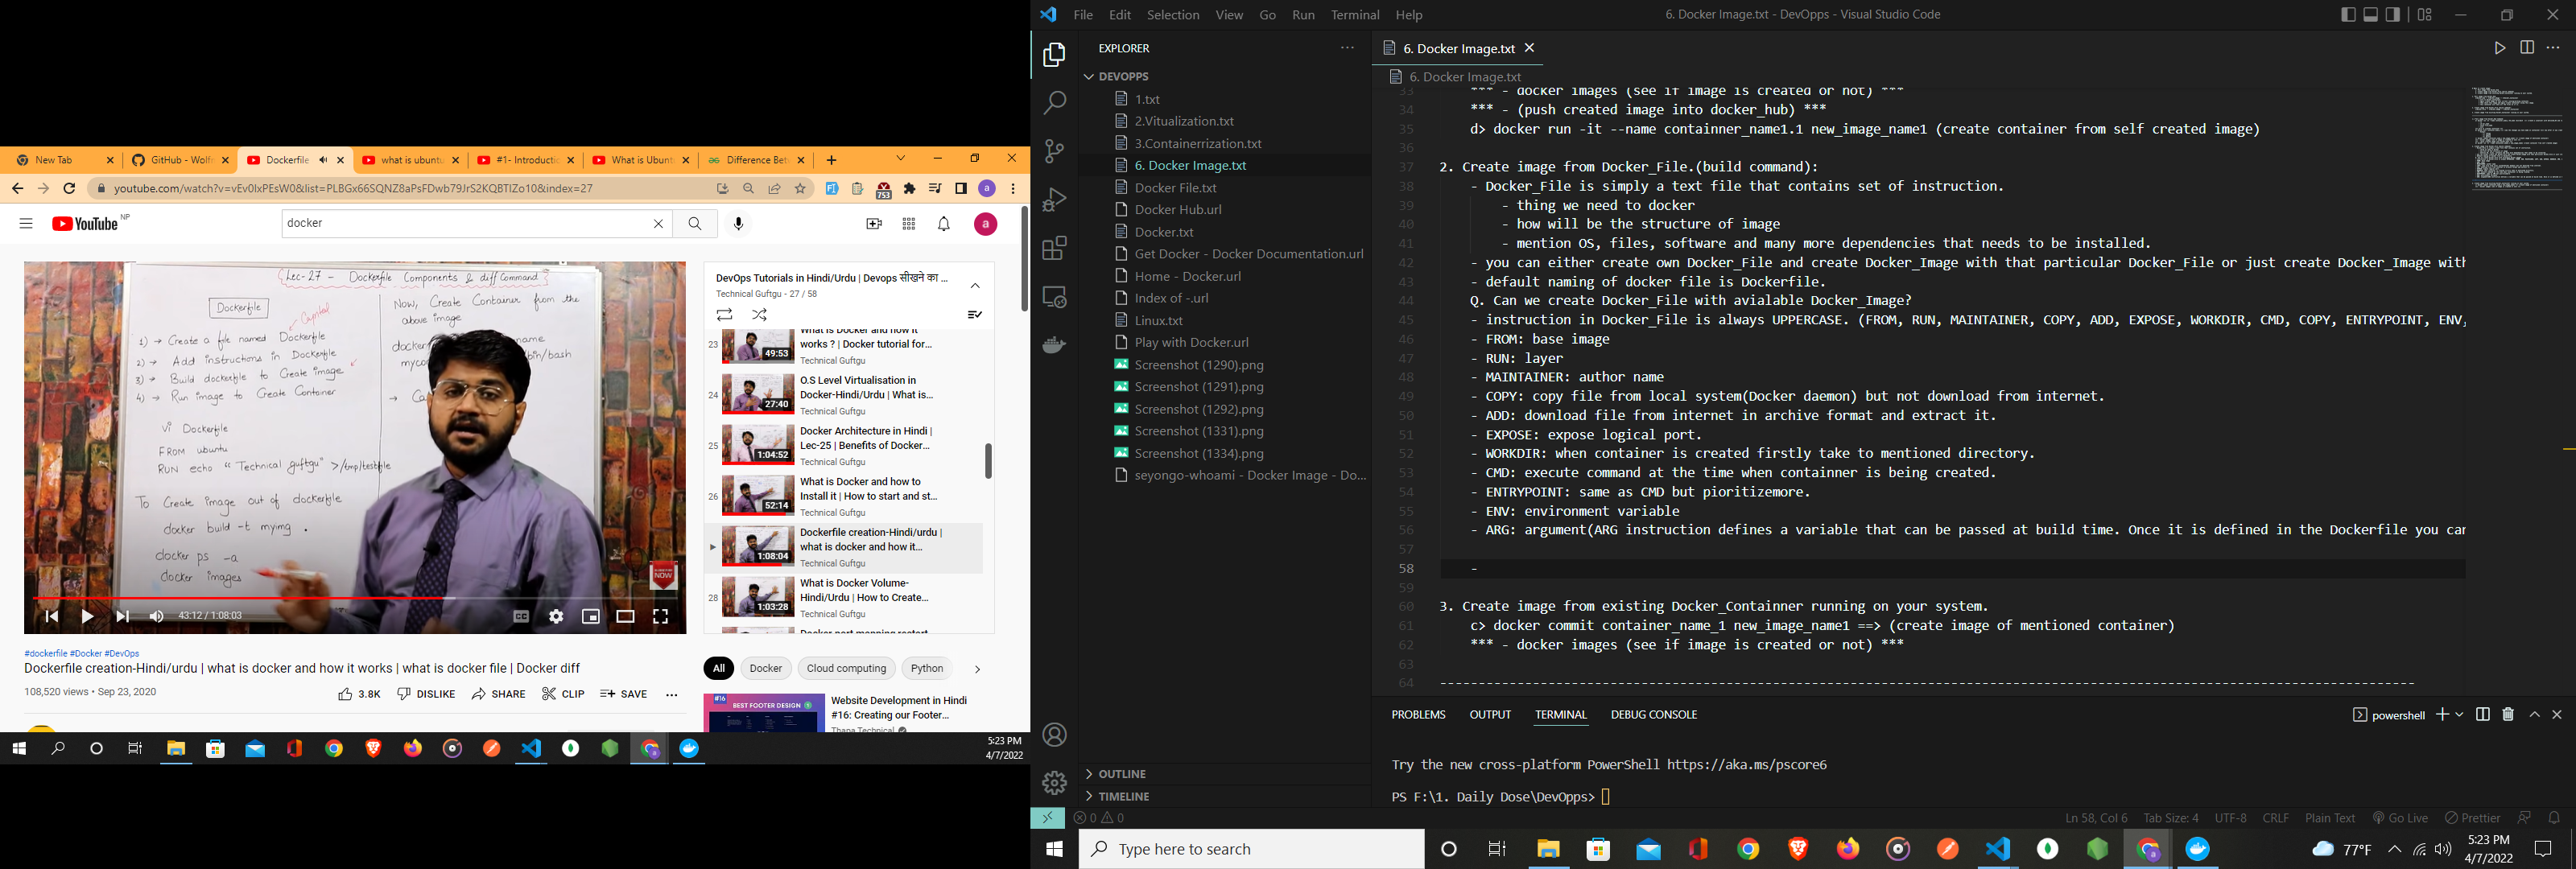 New Tab
GitHub - Wolf
Dockerfile
what is ubuntu
#1- Introductic
What is Ubunt
Difference Bet
youtube.com/watch?v=vEv0lxPEsW0&list=PLBGx66SQNZ8aPsFDwb79JrS2KQBTIZo10&index=27
753
a
YouTube NP
docker
a
Lec-27 - Dockerfile Components & diff Command
Dockerfile
Capital
1) → Create a file named Dockerfile
2) → Add instructions in Dockerfile
3) → Build dockerfile to Create image
4) → Run image to Create Container
vi Dockerfile
FROM ubuntu
RUN echo "Technical guftgu" >/tmp/testfile
To Create image out of dockerfile
docker build -t myimg .
docker ps -a
docker images
Now, Create Container from the
above image
name
bin/bash
NOW
43:12 / 1:08:03
CC
DevOps Tutorials in Hindi/Urdu | Devops सीखने का ...
Technical Guftgu - 27 / 58
What is Docker and how it
23
49:53
works ? | Docker tutorial for...
Technical Guftgu
24
27:40
O.S Level Virtualisation in
Docker-Hindi/Urdu | What is...
Technical Guftgu
25
1:04:52
Docker Architecture in Hindi |
Lec-25 | Benefits of Docker...
Technical Guftgu
26
52:14
What is Docker and how to
Install it | How to start and st...
Technical Guftgu
1:08:04
Dockerfile creation-Hindi/urdu |
what is docker and how it...
Technical Guftgu
28
1:03:28
What is Docker Volume-
Hindi/Urdu | How to Create...
Technical Guftgu
#dockerfile #Docker #DevOps
Dockerfile creation-Hindi/urdu | what is docker and how it works | what is docker file | Docker diff
108,520 views • Sep 23, 2020
3.8K
DISLIKE
SHARE
CLIP
SAVE
All
Docker
Cloud computing
Python
#16
BEST FOOTER DESIGN
Website Development in Hindi
#16: Creating our Footer...
Thapa Technical
5:23 PM
4/7/2022
File Edit Selection View Go Run Terminal Help
6. Docker Image.txt - DevOpps - Visual Studio Code
EXPLORER
DEVOPPS
1.txt
2.Vitualization.txt
3.Containerrization.txt
6. Docker Image.txt
Docker File.txt
Docker Hub.url
Docker.txt
Get Docker - Docker Documentation.url
Home - Docker.url
Index of -.url
Linux.txt
Play with Docker.url
Screenshot (1290).png
Screenshot (1291).png
Screenshot (1292).png
Screenshot (1331).png
Screenshot (1334).png
seyongo-whoami - Docker Image - Do...
OUTLINE
TIMELINE
6. Docker Image.txt
6. Docker Image.txt
33 *** - docker images (see if image is created or not) ***
34 *** - (push created image into docker_hub) ***
35 d> docker run -it --name containner_name1.1 new_image_name1 (create container from self created image)
36
37 2. Create image from Docker_File.(build command):
38 - Docker_File is simply a text file that contains set of instruction.
39 - thing we need to docker
40 - how will be the structure of image
41 - mention OS, files, software and many more dependencies that needs to be installed.
42 - you can either create own Docker_File and create Docker_Image with that particular Docker_File or just create Docker_Image with
43 - default naming of docker file is Dockerfile.
44 Q. Can we create Docker_File with avialable Docker_Image?
45 - instruction in Docker_File is always UPPERCASE. (FROM, RUN, MAINTAINER, COPY, ADD, EXPOSE, WORKDIR, CMD, COPY, ENTRYPOINT, ENV,
46 - FROM: base image
47 - RUN: layer
48 - MAINTAINER: author name
49 - COPY: copy file from local system(Docker daemon) but not download from internet.
50 - ADD: download file from internet in archive format and extract it.
51 - EXPOSE: expose logical port.
52 - WORKDIR: when container is created firstly take to mentioned directory.
53 - CMD: execute command at the time when containner is being created.
54 - ENTRYPOINT: same as CMD but pioritizemore.
55 - ENV: environment variable
56 - ARG: argument(ARG instruction defines a variable that can be passed at build time. Once it is defined in the Dockerfile you can
57
58 -
59
60 3. Create image from existing Docker_Containner running on your system.
61 c> docker commit container_name_1 new_image_name1 ==> (create image of mentioned container)
62 *** - docker images (see if image is created or not) ***
63
64 ------------------------------------------------------------------------------------------------------------------------------
PROBLEMS OUTPUT TERMINAL DEBUG CONSOLE
powershell
Try the new cross-platform PowerShell https://aka.ms/pscore6
PS F:\1. Daily Dose\DevOpps>
0 0
Ln 58, Col 6 Tab Size: 4 UTF-8 CRLF Plain Text Go Live Prettier
Type here to search
77°F
5:23 PM
4/7/2022